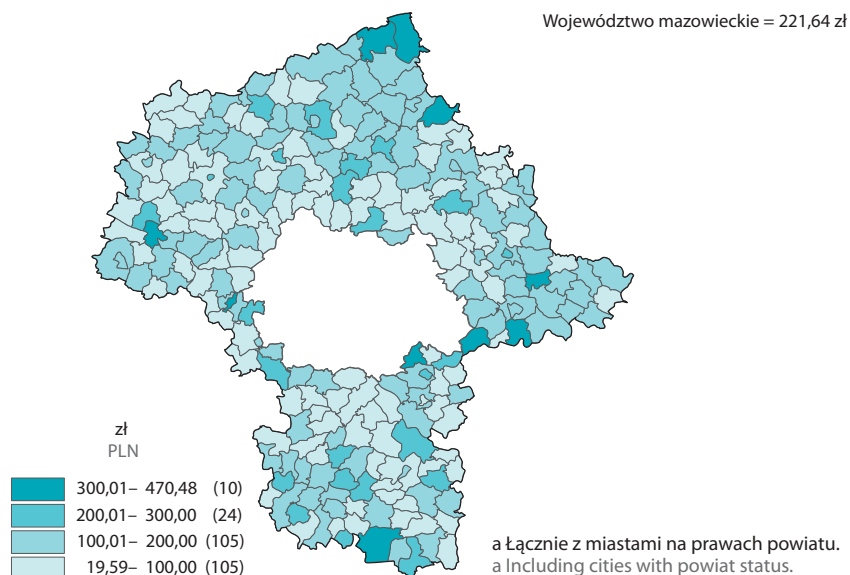 Województwo mazowieckie = 221,64 zł
zł
PLN
300,01– 470,48 (10)
200,01– 300,00 (24)
100,01– 200,00 (105)
19,59– 100,00 (105)
a Łącznie z miastami na prawach powiatu.
a Including cities with powiat status.